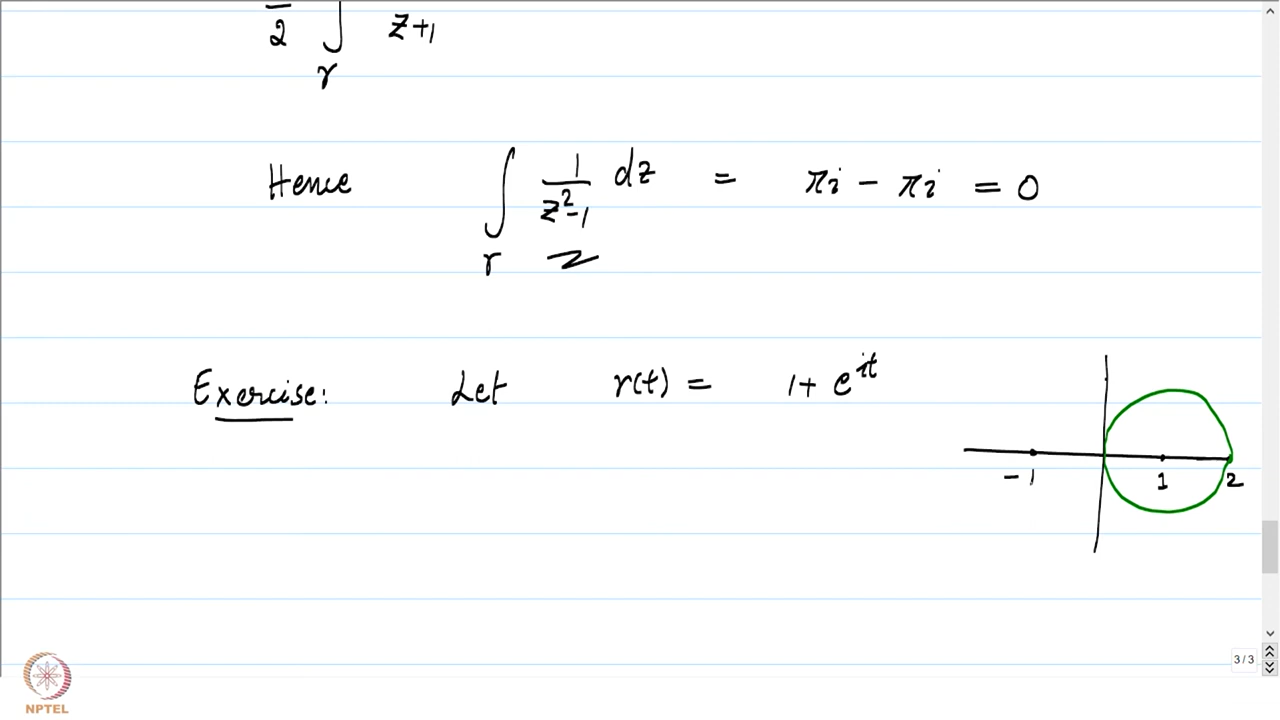 2 ∫ z+1
γ
Hence ∫ 1/z²-1 dz = πi - πi = 0
γ
Exercise: Let γ(t) = 1+ e^it
-1 1 2
3 / 3
NPTEL